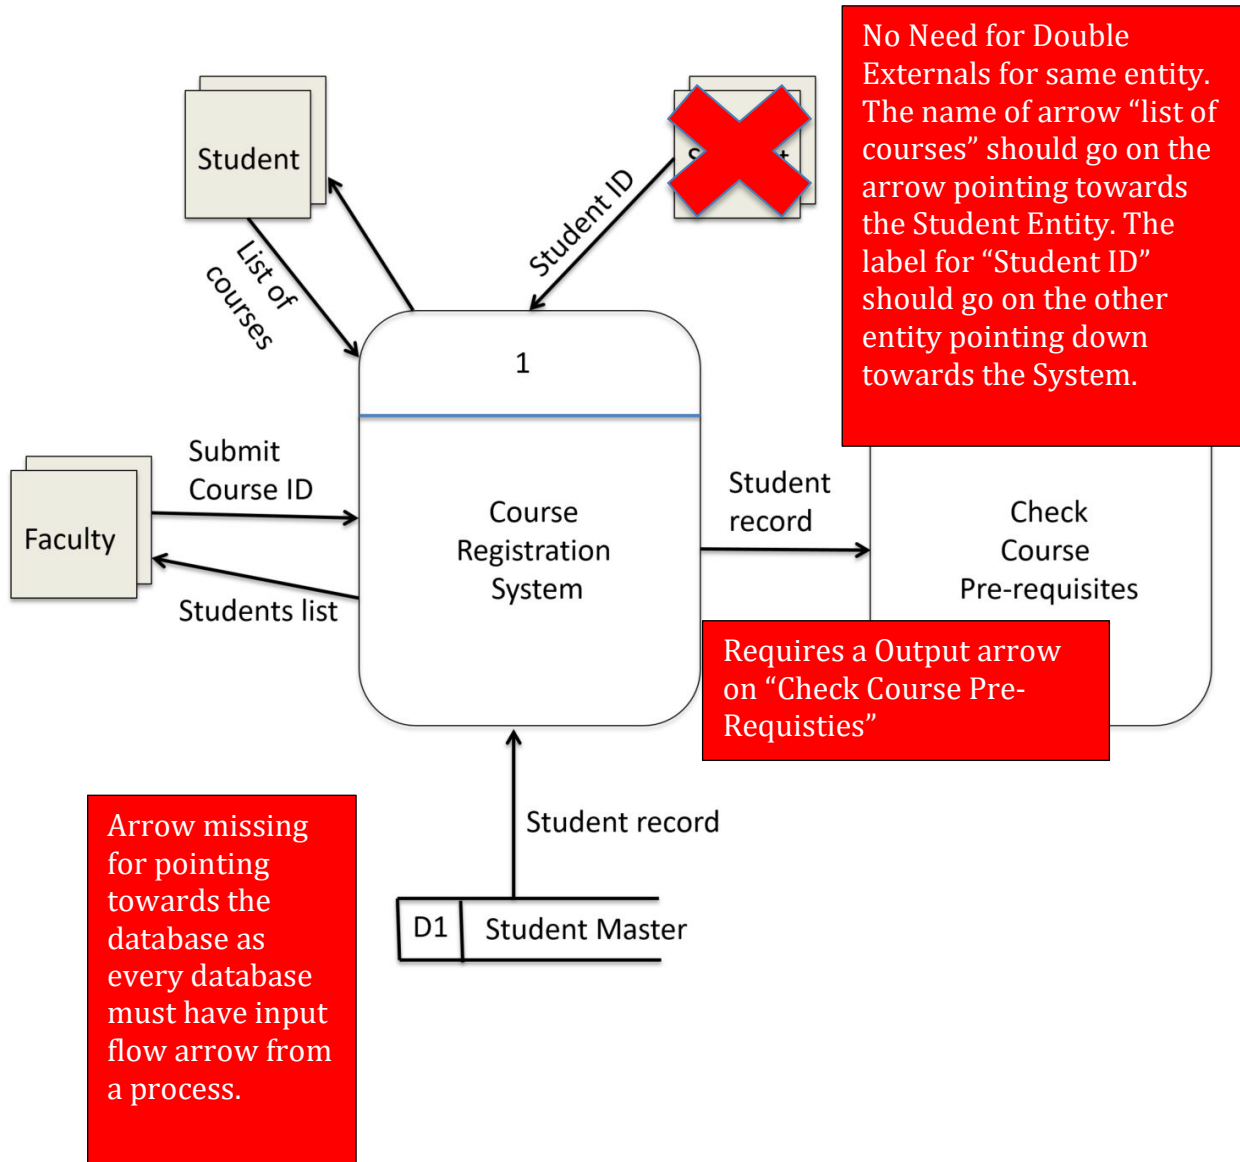 No Need for Double
Externals for same entity.
The name of arrow “list of
courses” should go on the
arrow pointing towards
the Student Entity. The
label for “Student ID”
should go on the other
entity pointing down
towards the System.
Student
Student ID
List of
courses
1
Submit
Course ID
Faculty
Students list
Course
Registration
System
Student
record
Check
Course
Pre-requisites
Requires a Output arrow
on “Check Course Pre-
Requisties”
Student record
D1
Student Master
Arrow missing
for pointing
towards the
database as
every database
must have input
flow arrow from
a process.